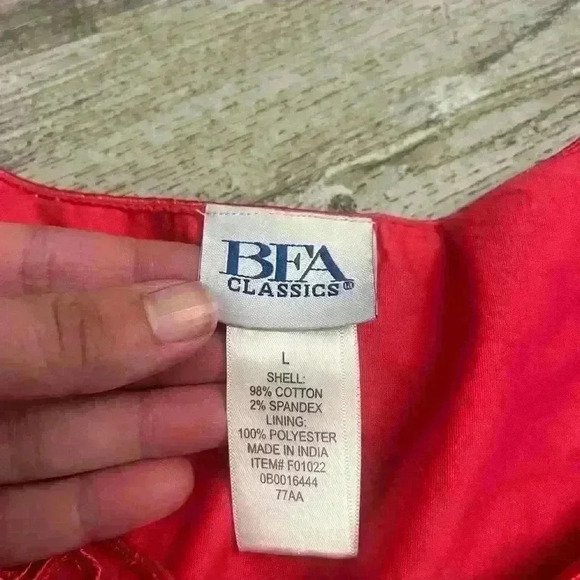 BFA
CLASSICS®
L
SHELL:
98% COTTON
2% SPANDEX
LINING:
100% POLYESTER
MADE IN INDIA
ITEM# F01022
0B0016444
77AA